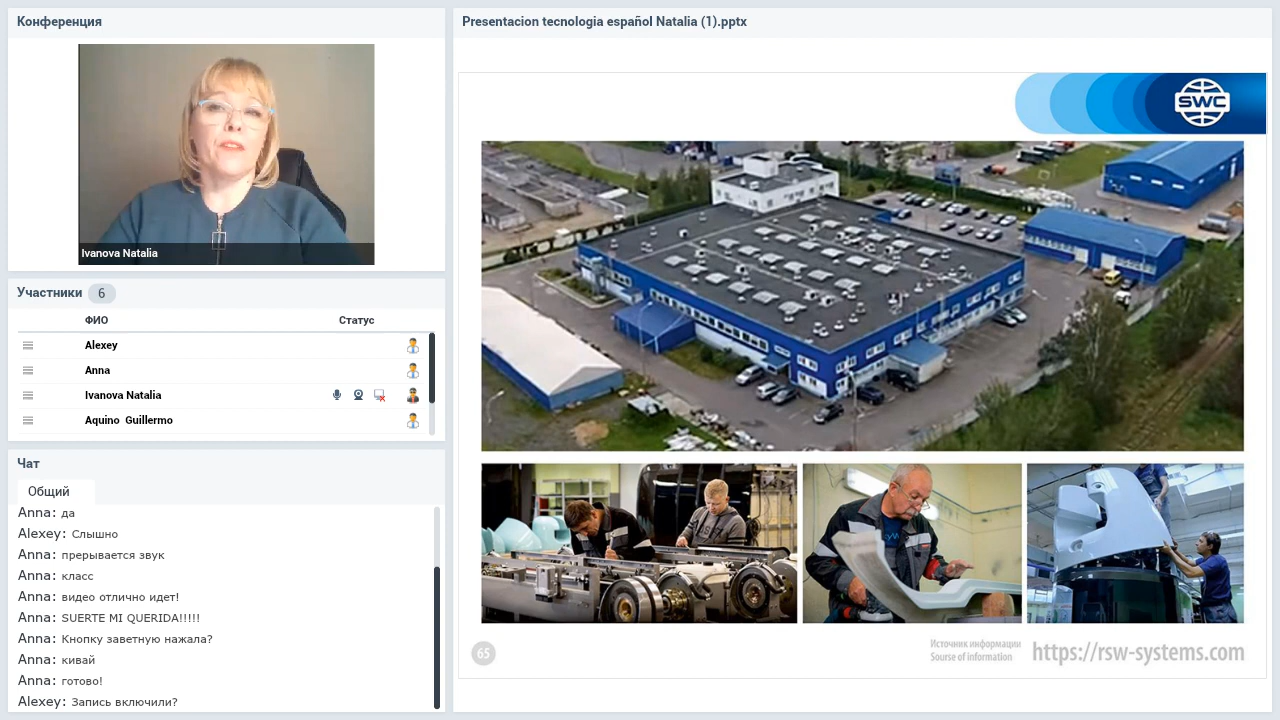 Конференция
Ivanova Natalia
Участники 6
ФИО Статус
Alexey
Anna
Ivanova Natalia
Aquino Guillermo
Чат
Общий
Anna: да
Alexey: Слышно
Anna: прерывается звук
Anna: класс
Anna: видео отлично идет!
Anna: SUERTE MI QUERIDA!!!!!
Anna: Кнопку заветную нажала?
Anna: кивай
Anna: готово!
Alexey: Запись включили?
Presentacion tecnologia español Natalia (1).pptx
SWC
65
Источник информации
Sourse of information
https://rsw-systems.com